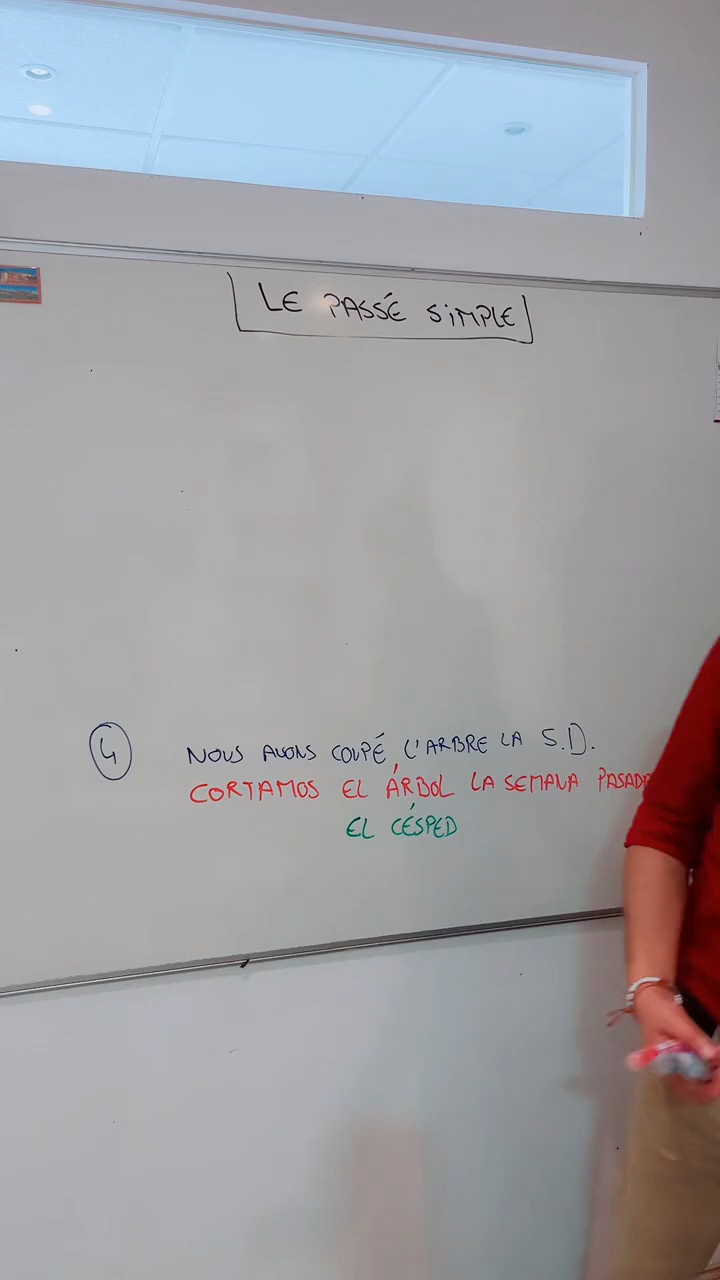 LE PASSÉ SIMPLE
4 NOUS AVONS COUPÉ L'ARBRE LA S.D.
CORTAMOS EL ÁRBOL LA SEMANA PASADA
EL CÉSPED